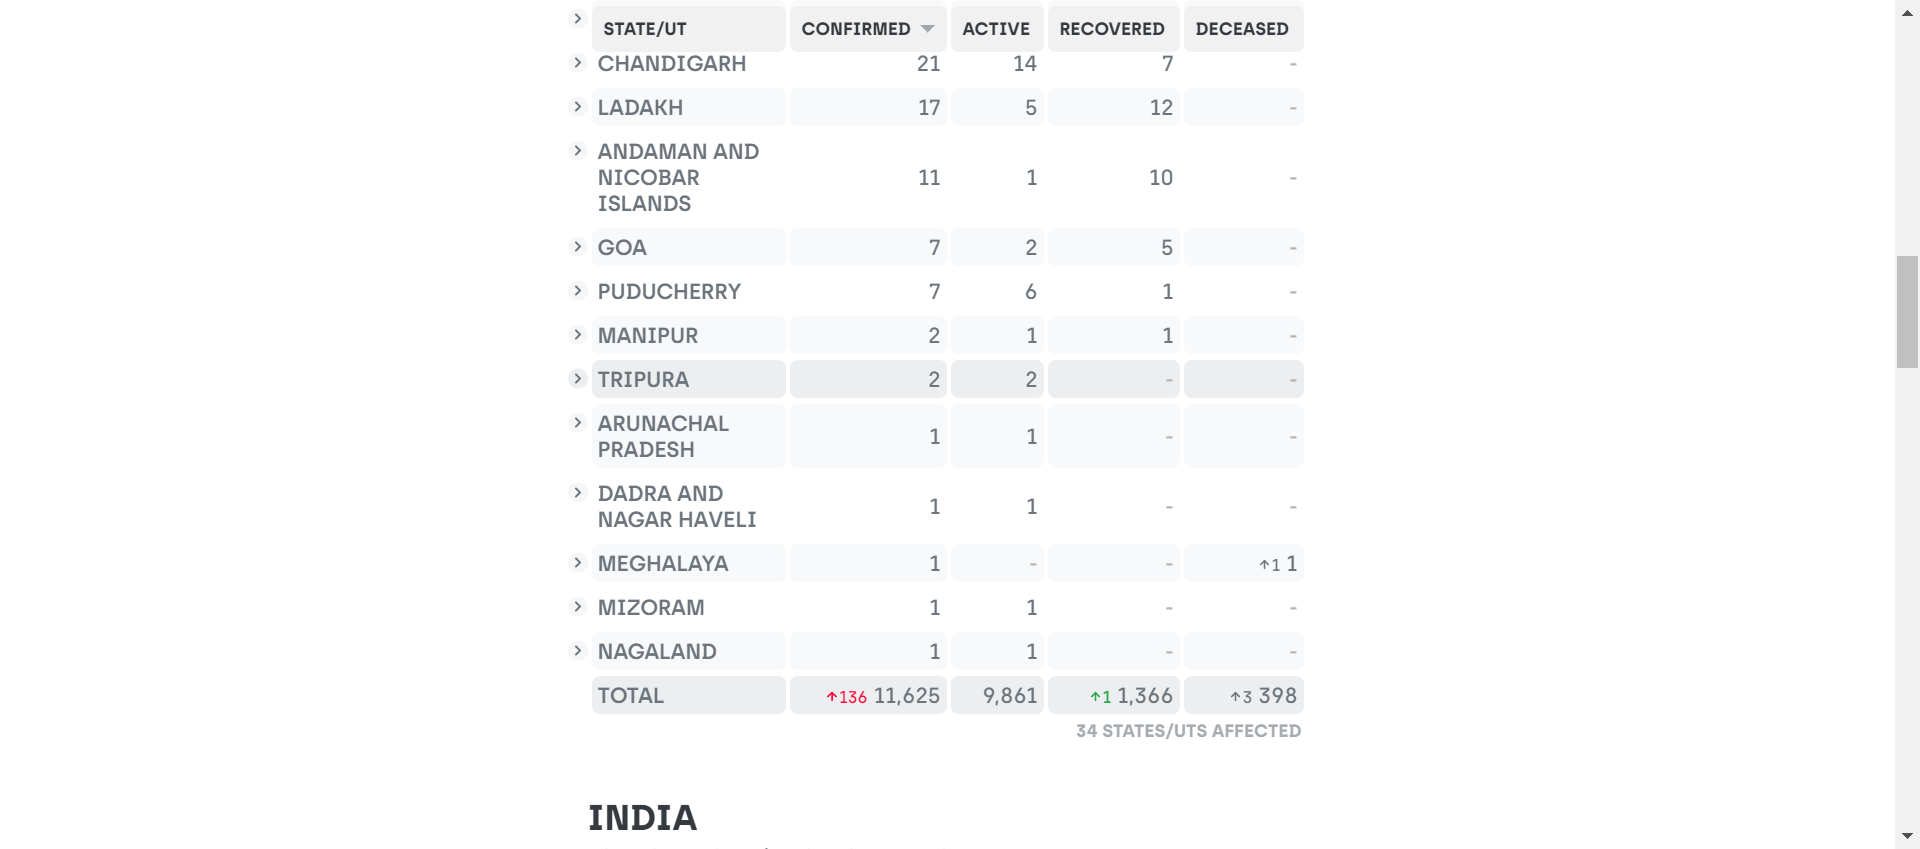 STATE/UT CONFIRMED ACTIVE RECOVERED DECEASED
CHANDIGARH 21 14 7 -
LADAKH 17 5 12 -
ANDAMAN AND
NICOBAR 11 1 10 -
ISLANDS
GOA 7 2 5 -
PUDUCHERRY 7 6 1 -
MANIPUR 2 1 1 -
TRIPURA 2 2 - -
ARUNACHAL
PRADESH 1 1 - -
DADRA AND
NAGAR HAVELI 1 1 - -
MEGHALAYA 1 - - ↑1 1
MIZORAM 1 1 - -
NAGALAND 1 1 - -
TOTAL ↑136 11,625 9,861 ↑1 1,366 ↑3 398
34 STATES/UTS AFFECTED
INDIA